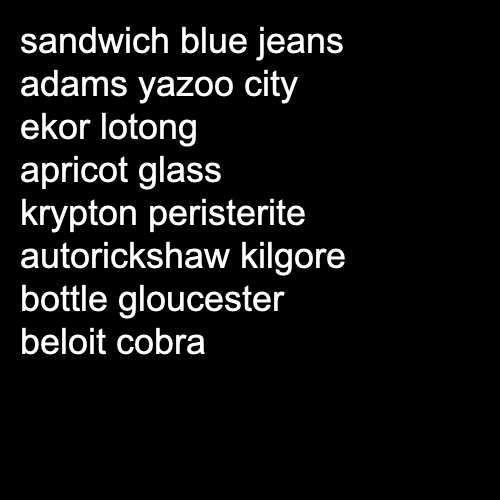 sandwich blue jeans
adams yazoo city
ekor lotong
apricot glass
krypton peristerite
autorickshaw kilgore
bottle gloucester
beloit cobra